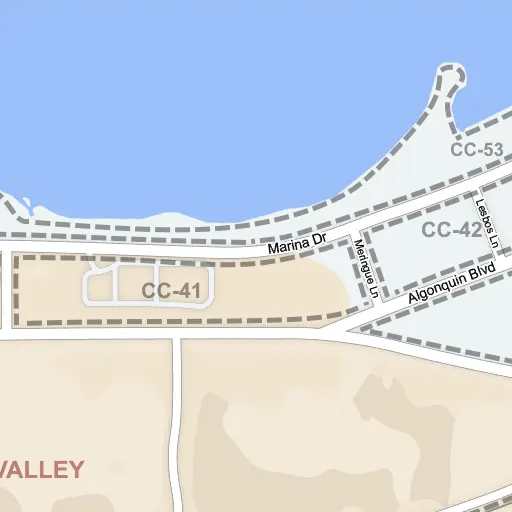 CC-53
Lesbos Ln
CC-42
Marina Dr
Meringue Ln
Algonquin Blvd
CC-41
VALLEY